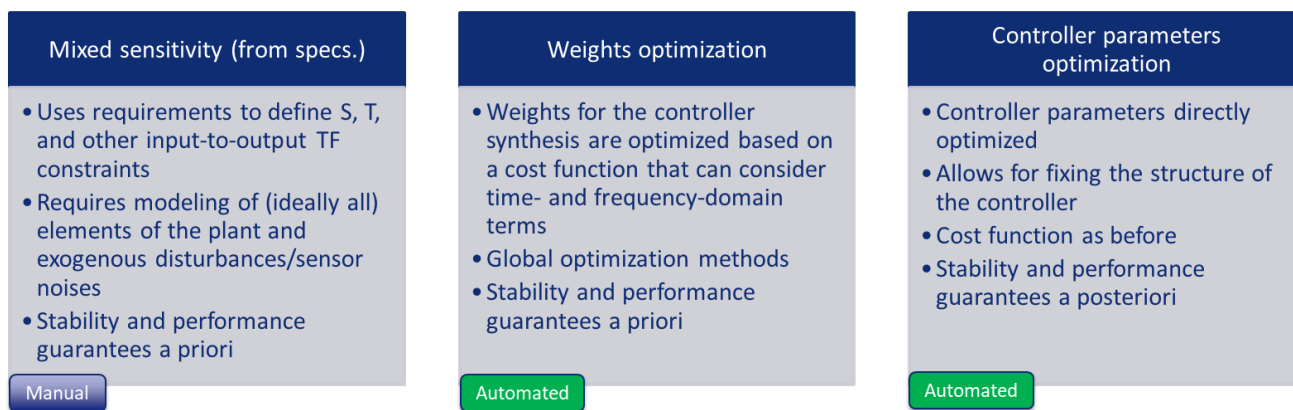 Mixed sensitivity (from specs.)
• Uses requirements to define S, T,
and other input-to-output TF
constraints
• Requires modeling of (ideally all)
elements of the plant and
exogenous disturbances/sensor
noises
• Stability and performance
guarantees a priori
Manual
Weights optimization
• Weights for the controller
synthesis are optimized based on
a cost function that can consider
time- and frequency-domain
terms
• Global optimization methods
• Stability and performance
guarantees a priori
Automated
Controller parameters
optimization
• Controller parameters directly
optimized
• Allows for fixing the structure of
the controller
• Cost function as before
• Stability and performance
guarantees a posteriori
Automated